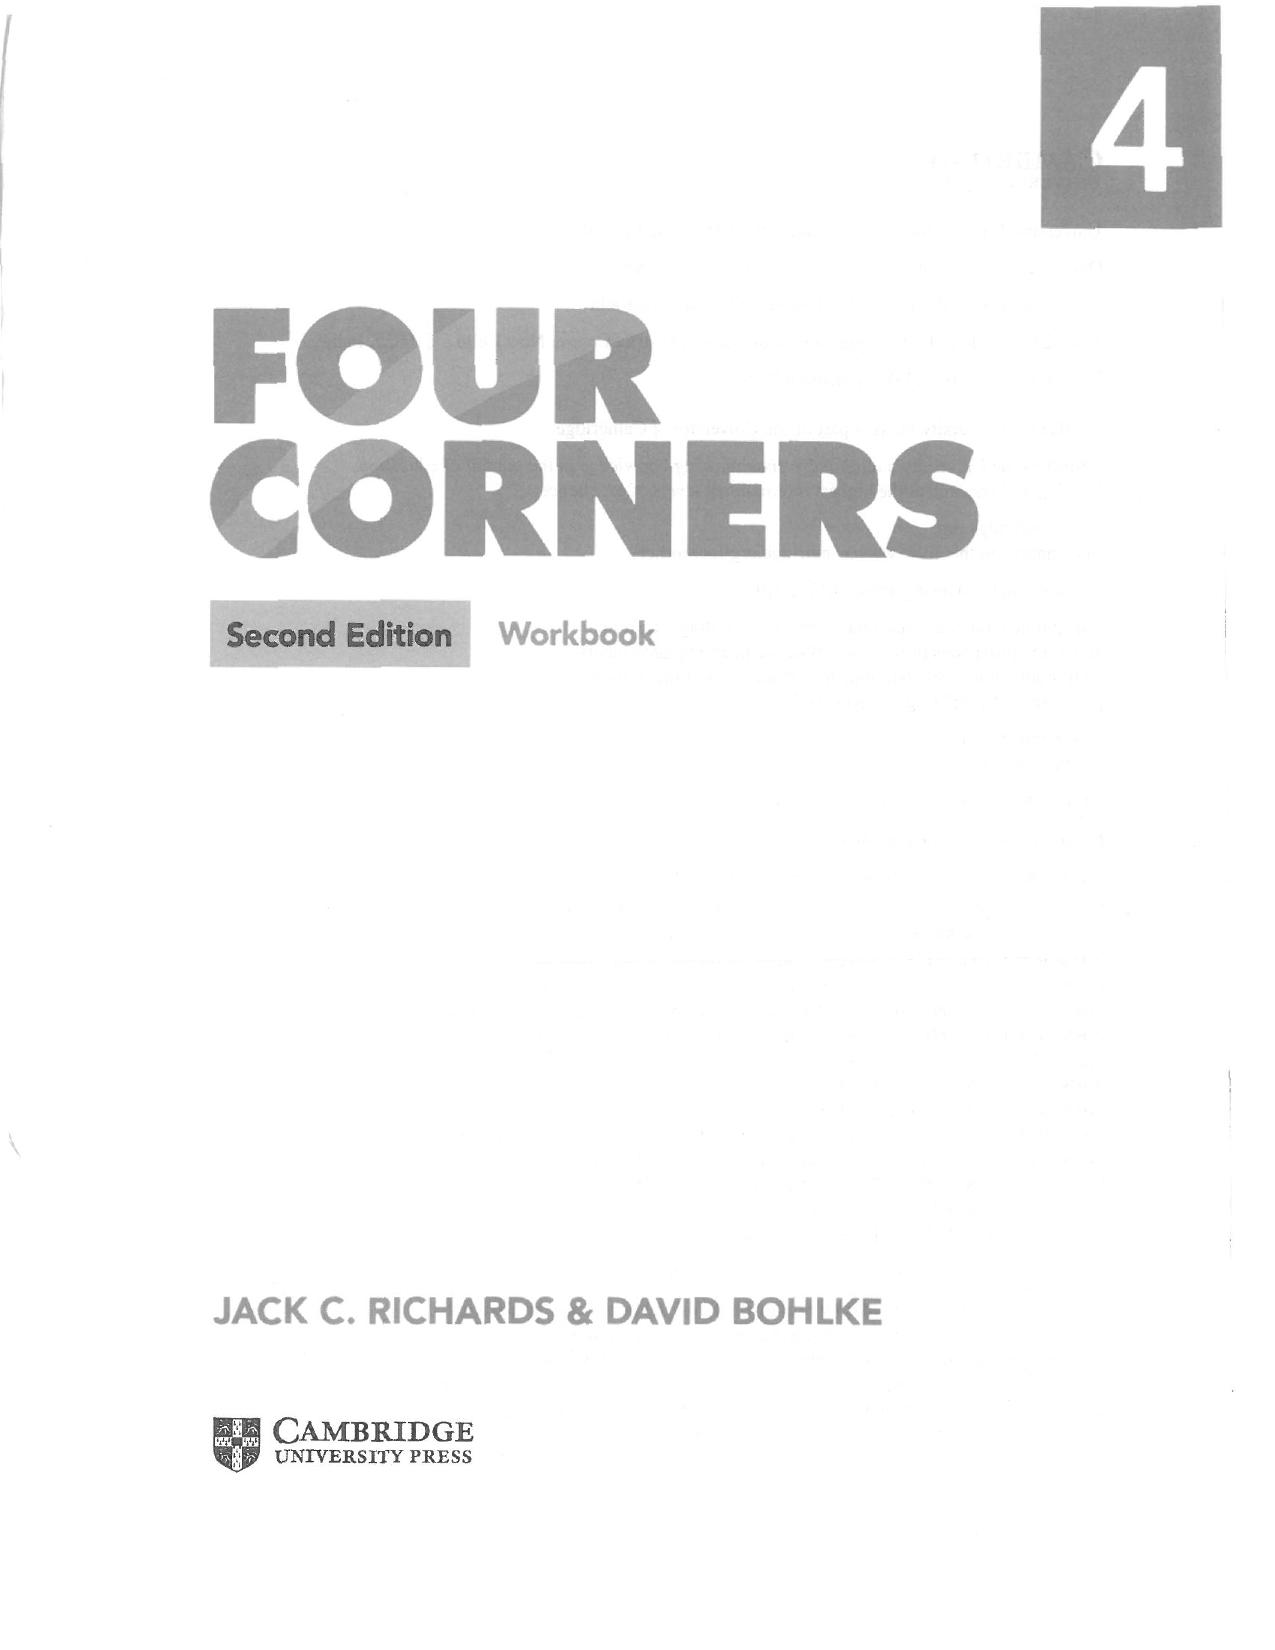 4
FOUR
CORNERS
Second Edition Workbook
JACK C. RICHARDS & DAVID BOHLKE
CAMBRIDGE
UNIVERSITY PRESS